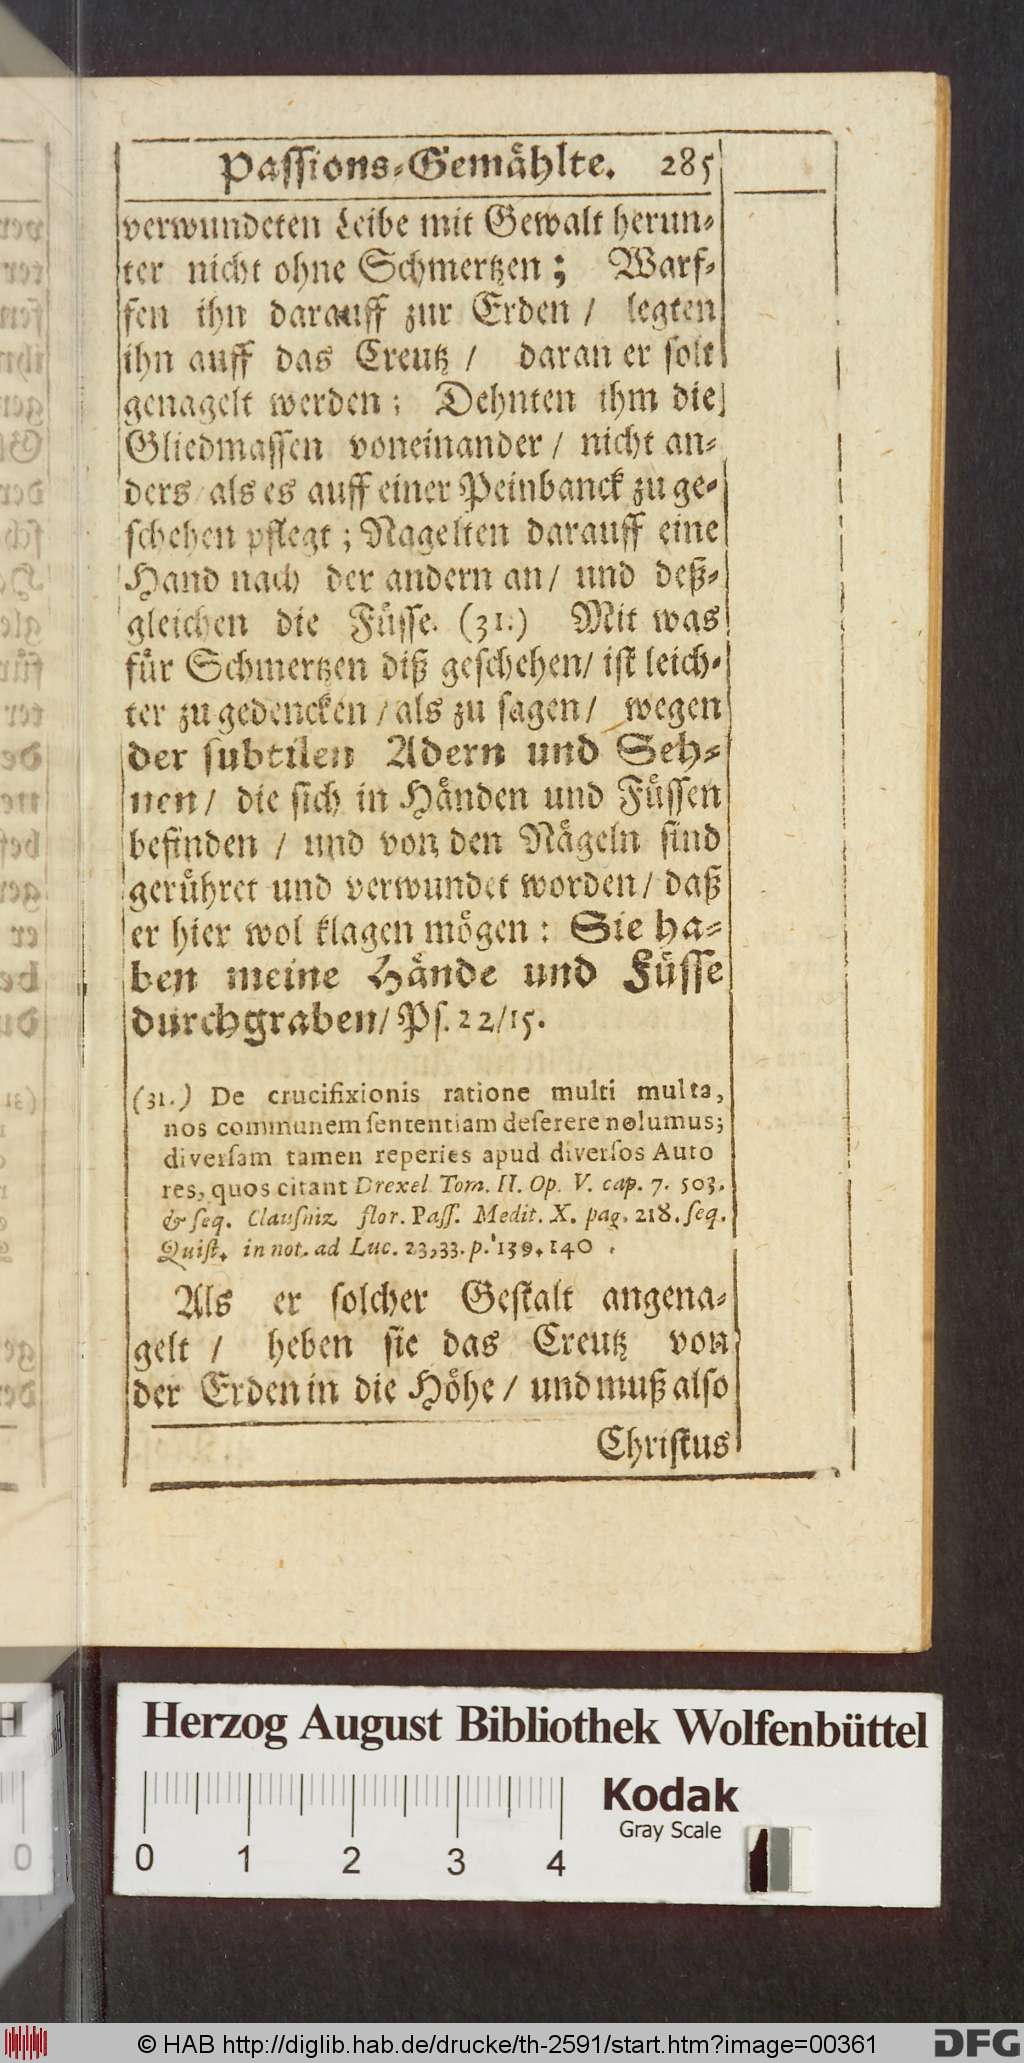 Passions-Gemählte. 285
verwundeten Leibe mit Gewalt herun-
ter nicht ohne Schmertzen; Warf-
fen ihn darauff zur Erden / legten
ihn auff das Creutz / daran er solt
genagelt werden; Dehnten ihm die
Gliedmassen voneinander / nicht an-
ders als es auff einer Peinbanck zu ge-
schehen pflegt; Nagelten darauff eine
Hand nach der andern an / und deß-
gleichen die Füsse. (31.) Mit was
für Schmertzen diß geschehen / ist leich-
ter zu gedencken / als zu sagen / wegen
der subtilen Adern und Seh-
nen / die sich in Händen und Füssen
befinden / und von den Nägeln sind
gerühret und verwundet worden / daß
er hier wol klagen mögen: Sie ha-
ben meine Hände und Füsse
durchgraben / Ps. 22/15.
(31.) De crucifixionis ratione multi multa,
nos communem sententiam deserere nolumus;
diversam tamen reperies apud diversos Auto
res, quos citant Drexel Tom. II. Op. V. cap. 7. 503.
& seq. Clausniz flor. Pass. Medit. X. pag. 218. seq.
Quist. in not. ad Luc. 23,33. p. 139. 140.
Als er solcher Gestalt angena-
gelt / heben sie das Creutz von
der Erden in die Höhe / und muß also
Christus
Herzog August Bibliothek Wolfenbüttel
Kodak
Gray Scale
0 1 2 3 4
© HAB http://diglib.hab.de/drucke/th-2591/start.htm?image=00361
DFG